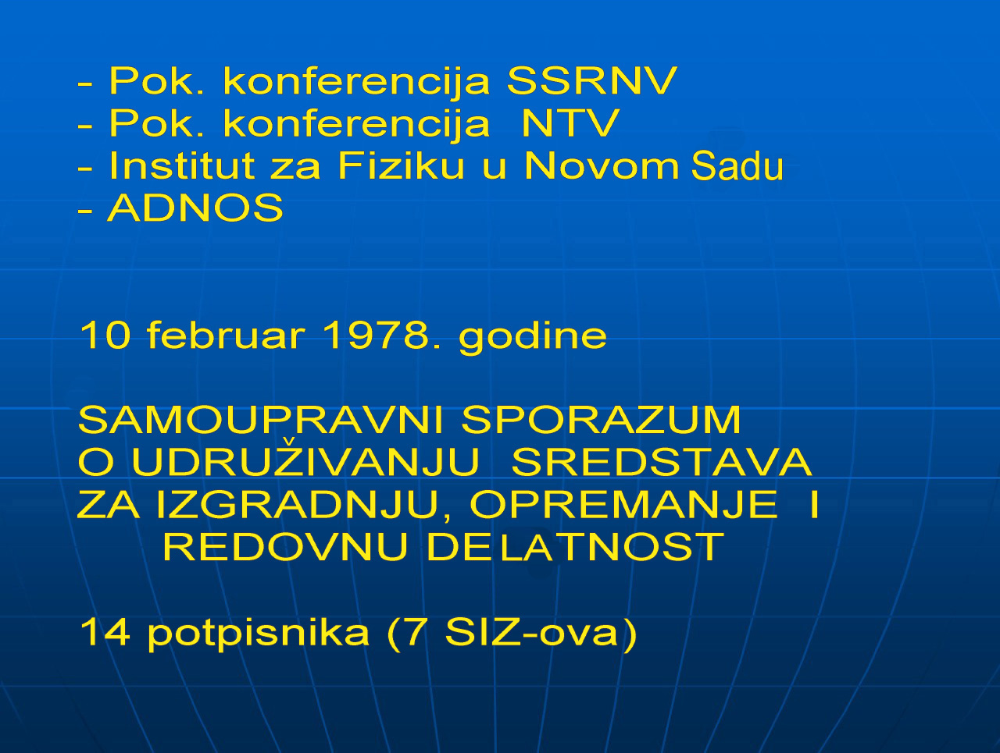 - Pok. konferencija SSRNV
- Pok. konferencija NTV
- Institut za Fiziku u Novom Sadu
- ADNOS
10 februar 1978. godine
SAMOUPRAVNI SPORAZUM
O UDRUŽIVANJU SREDSTAVA
ZA IZGRADNJU, OPREMANJE I
REDOVNU DELATNOST
14 potpisnika (7 SIZ-ova)